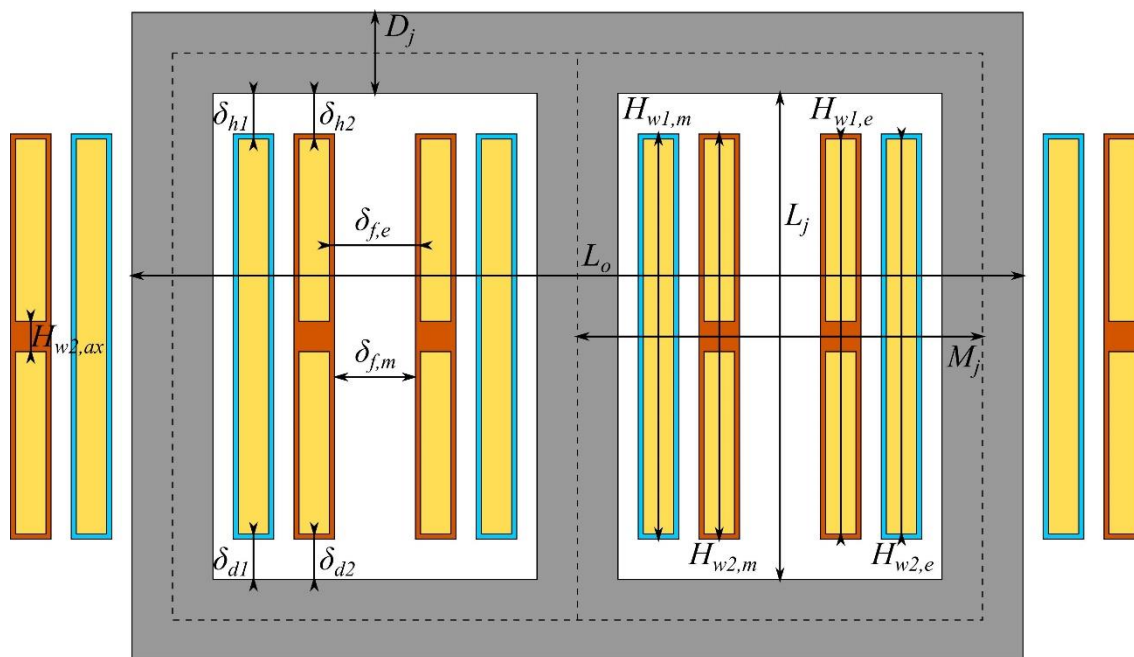 D_j
δ_h1 δ_h2 H_w1,m H_w1,e
δ_f,e L_j
L_o
H_w2,ax δ_f,m M_j
δ_d1 δ_d2 H_w2,m H_w2,e